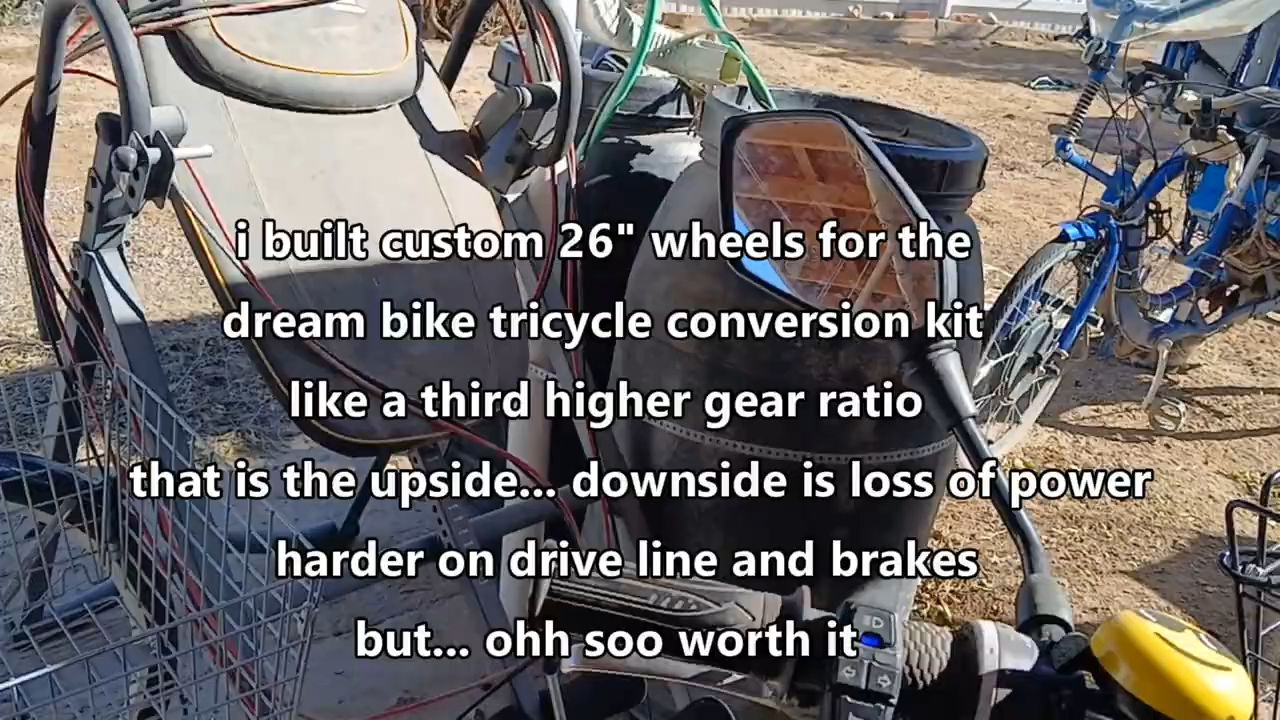 i built custom 26" wheels for the
dream bike tricycle conversion kit
like a third higher gear ratio
that is the upside... downside is loss of power
harder on drive line and brakes
but... ohh soo worth it